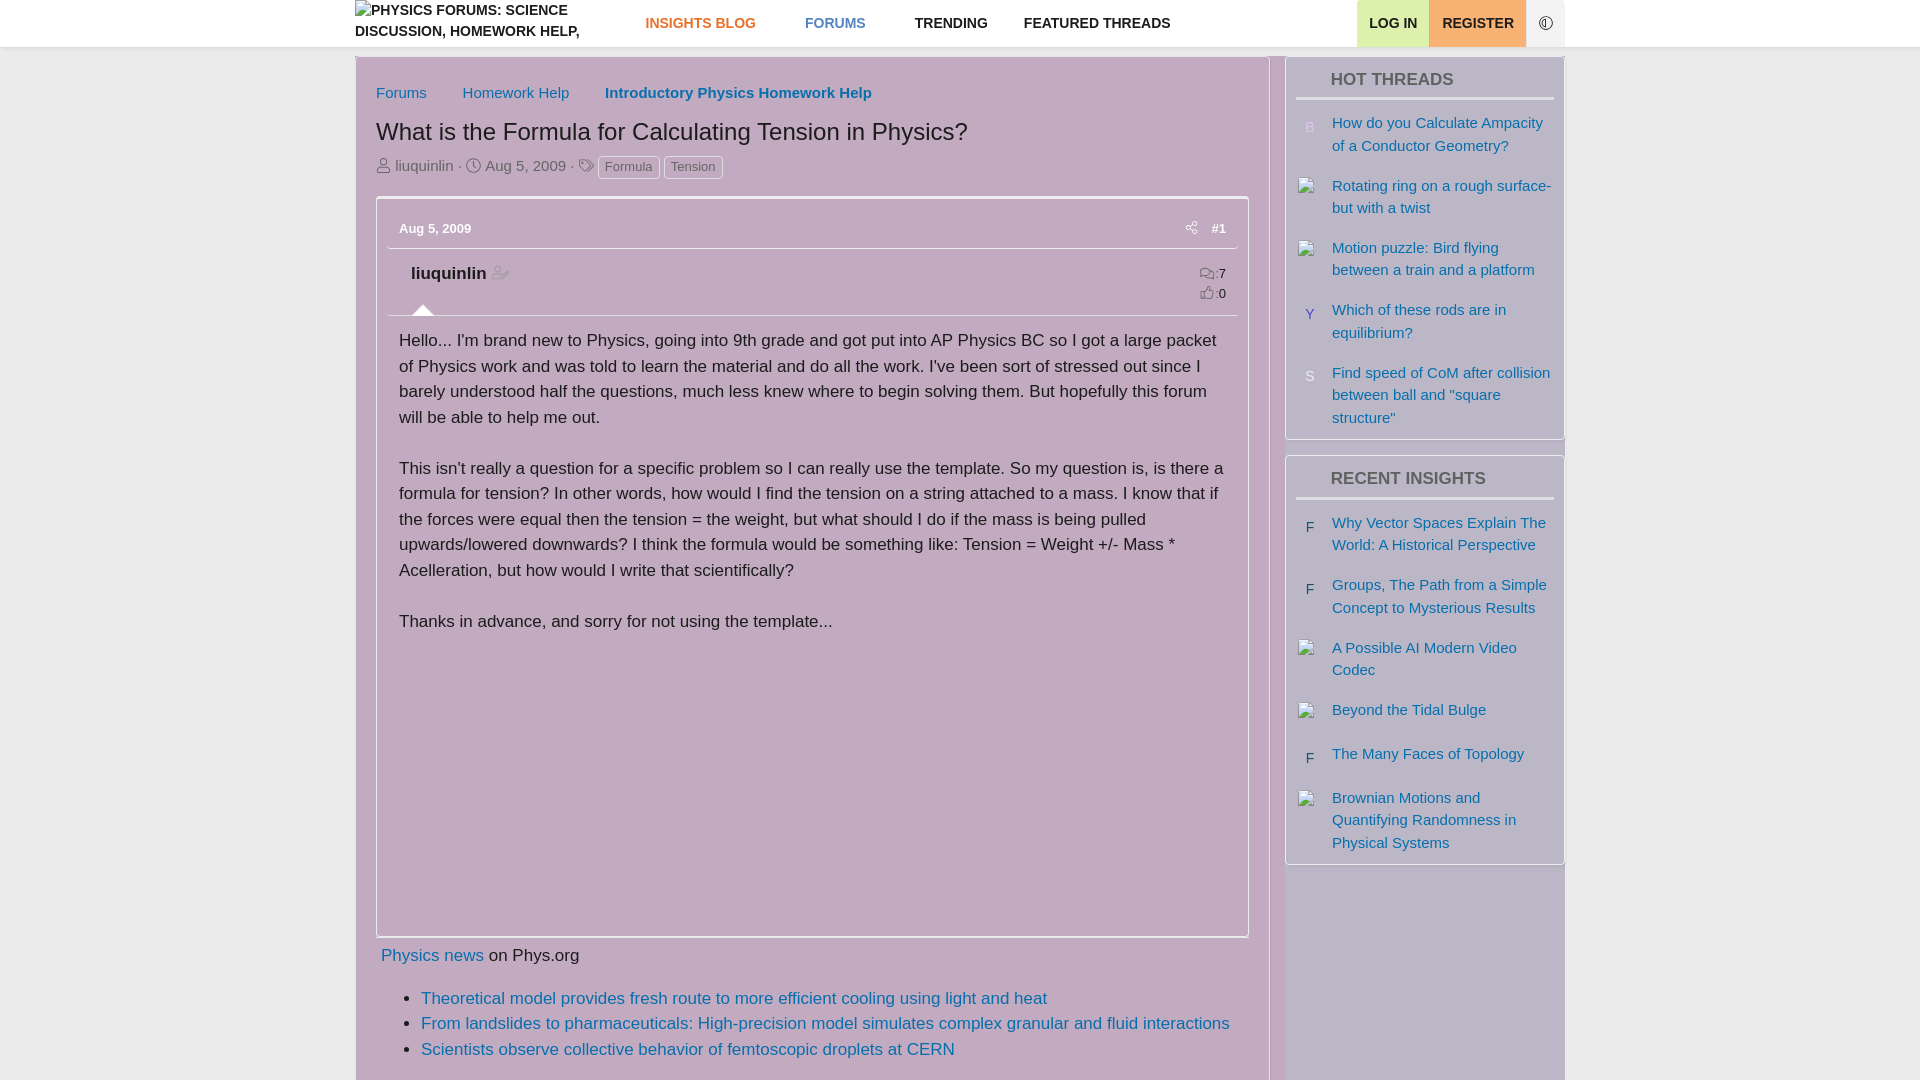 PHYSICS FORUMS: SCIENCE
DISCUSSION, HOMEWORK HELP,
INSIGHTS BLOG
FORUMS
TRENDING
FEATURED THREADS
LOG IN
REGISTER
Forums
Homework Help
Introductory Physics Homework Help
What is the Formula for Calculating Tension in Physics?
liuquinlin · Aug 5, 2009 · Formula Tension
Aug 5, 2009
#1
liuquinlin
:7
:0
Hello... I'm brand new to Physics, going into 9th grade and got put into AP Physics BC so I got a large packet
of Physics work and was told to learn the material and do all the work. I've been sort of stressed out since I
barely understood half the questions, much less knew where to begin solving them. But hopefully this forum
will be able to help me out.
This isn't really a question for a specific problem so I can really use the template. So my question is, is there a
formula for tension? In other words, how would I find the tension on a string attached to a mass. I know that if
the forces were equal then the tension = the weight, but what should I do if the mass is being pulled
upwards/lowered downwards? I think the formula would be something like: Tension = Weight +/- Mass *
Acelleration, but how would I write that scientifically?
Thanks in advance, and sorry for not using the template...
Physics news on Phys.org
Theoretical model provides fresh route to more efficient cooling using light and heat
From landslides to pharmaceuticals: High-precision model simulates complex granular and fluid interactions
Scientists observe collective behavior of femtoscopic droplets at CERN
HOT THREADS
B
How do you Calculate Ampacity
of a Conductor Geometry?
Rotating ring on a rough surface-
but with a twist
Motion puzzle: Bird flying
between a train and a platform
Y
Which of these rods are in
equilibrium?
S
Find speed of CoM after collision
between ball and "square
structure"
RECENT INSIGHTS
F
Why Vector Spaces Explain The
World: A Historical Perspective
F
Groups, The Path from a Simple
Concept to Mysterious Results
A Possible AI Modern Video
Codec
Beyond the Tidal Bulge
F
The Many Faces of Topology
Brownian Motions and
Quantifying Randomness in
Physical Systems